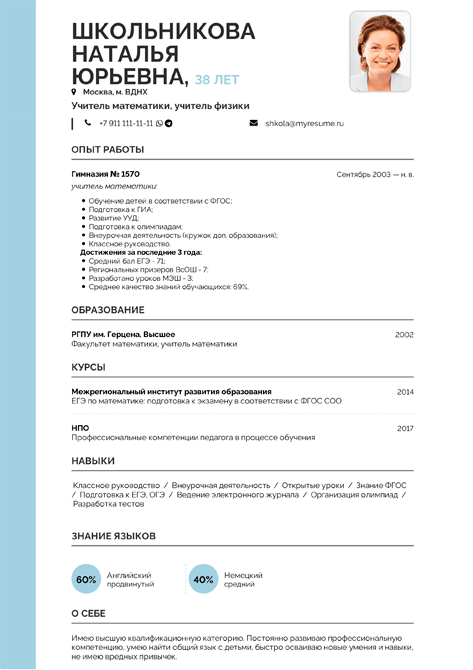 ШКОЛЬНИКОВА
НАТАЛЬЯ
ЮРЬЕВНА, 38 ЛЕТ
Москва, м. ВДНХ
Учитель математики, учитель физики
+7 911 111-11-11
shkola@myresume.ru
ОПЫТ РАБОТЫ
Гимназия № 1570 Сентябрь 2003 — н. в.
учитель математики:
Обучение детей в соответствии с ФГОС;
Подготовка к ГИА;
Развитие УУД;
Подготовка к олимпиадам;
Внеурочная деятельность (кружок доп. образования);
Классное руководство.
Достижения за последние 3 года:
Средний бал ЕГЭ - 71;
Региональных призеров ВсОШ - 7;
Разработано уроков МЭШ - 3;
Среднее качество знаний обучающихся: 69%.
ОБРАЗОВАНИЕ
РГПУ им. Герцена, Высшее 2002
Факультет математики, учитель математики
КУРСЫ
Межрегиональный институт развития образования 2014
ЕГЭ по математике: подготовка к экзамену в соответствии с ФГОС СОО
НПО 2017
Профессиональные компетенции педагога в процессе обучения
НАВЫКИ
Классное руководство / Внеурочная деятельность / Открытые уроки / Знание ФГОС
/ Подготовка к ЕГЭ, ОГЭ / Ведение электронного журнала / Организация олимпиад /
Разработка тестов
ЗНАНИЕ ЯЗЫКОВ
60% Английский
продвинутый
40% Немецкий
средний
О СЕБЕ
Имею высшую квалификационную категорию. Постоянно развиваю профессиональную
компетенцию, умею найти общий язык с детьми, быстро осваиваю новые умения и навыки,
не имею вредных привычек.